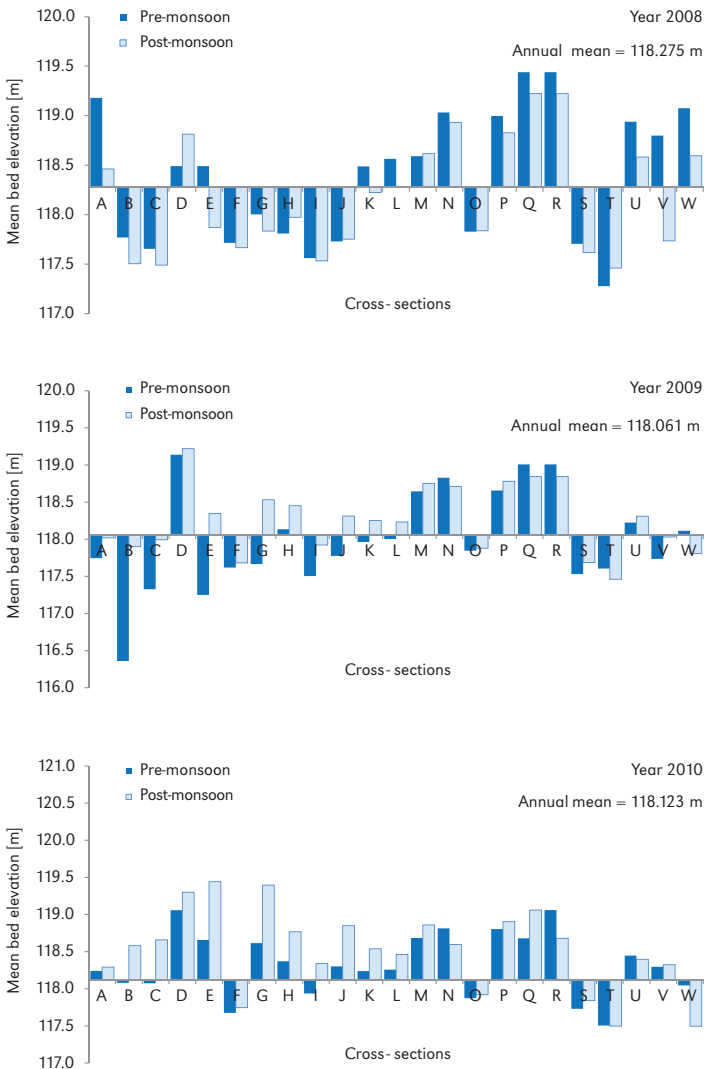 120.0
Pre-monsoon
Year 2008
Post-monsoon
Annual mean = 118.275 m
119.5
119.0
118.5
118.0
117.5
117.0
Mean bed elevation [m]
A B C D E F G H I J K L M N O P Q R S T U V W
Cross- sections
120.0
Pre-monsoon
Year 2009
Post-monsoon
Annual mean = 118.061 m
119.5
119.0
118.5
118.0
117.5
117.0
116.5
116.0
Mean bed elevation [m]
A B C D E F G H I J K L M N O P Q R S T U V W
Cross- sections
121.0
Pre-monsoon
Year 2010
Post-monsoon
Annual mean = 118.123 m
120.5
120.0
119.5
119.0
118.5
118.0
117.5
117.0
Mean bed elevation [m]
A B C D E F G H I J K L M N O P Q R S T U V W
Cross- sections